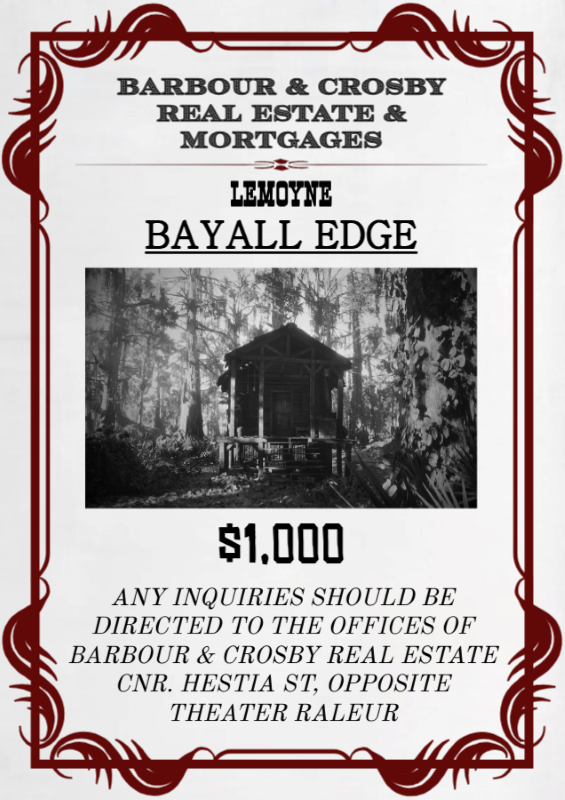 BARBOUR & CROSBY
REAL ESTATE &
MORTGAGES
LEMOYNE
BAYALL EDGE
$1,000
ANY INQUIRIES SHOULD BE
DIRECTED TO THE OFFICES OF
BARBOUR & CROSBY REAL ESTATE
CNR. HESTIA ST, OPPOSITE
THEATER RALEUR